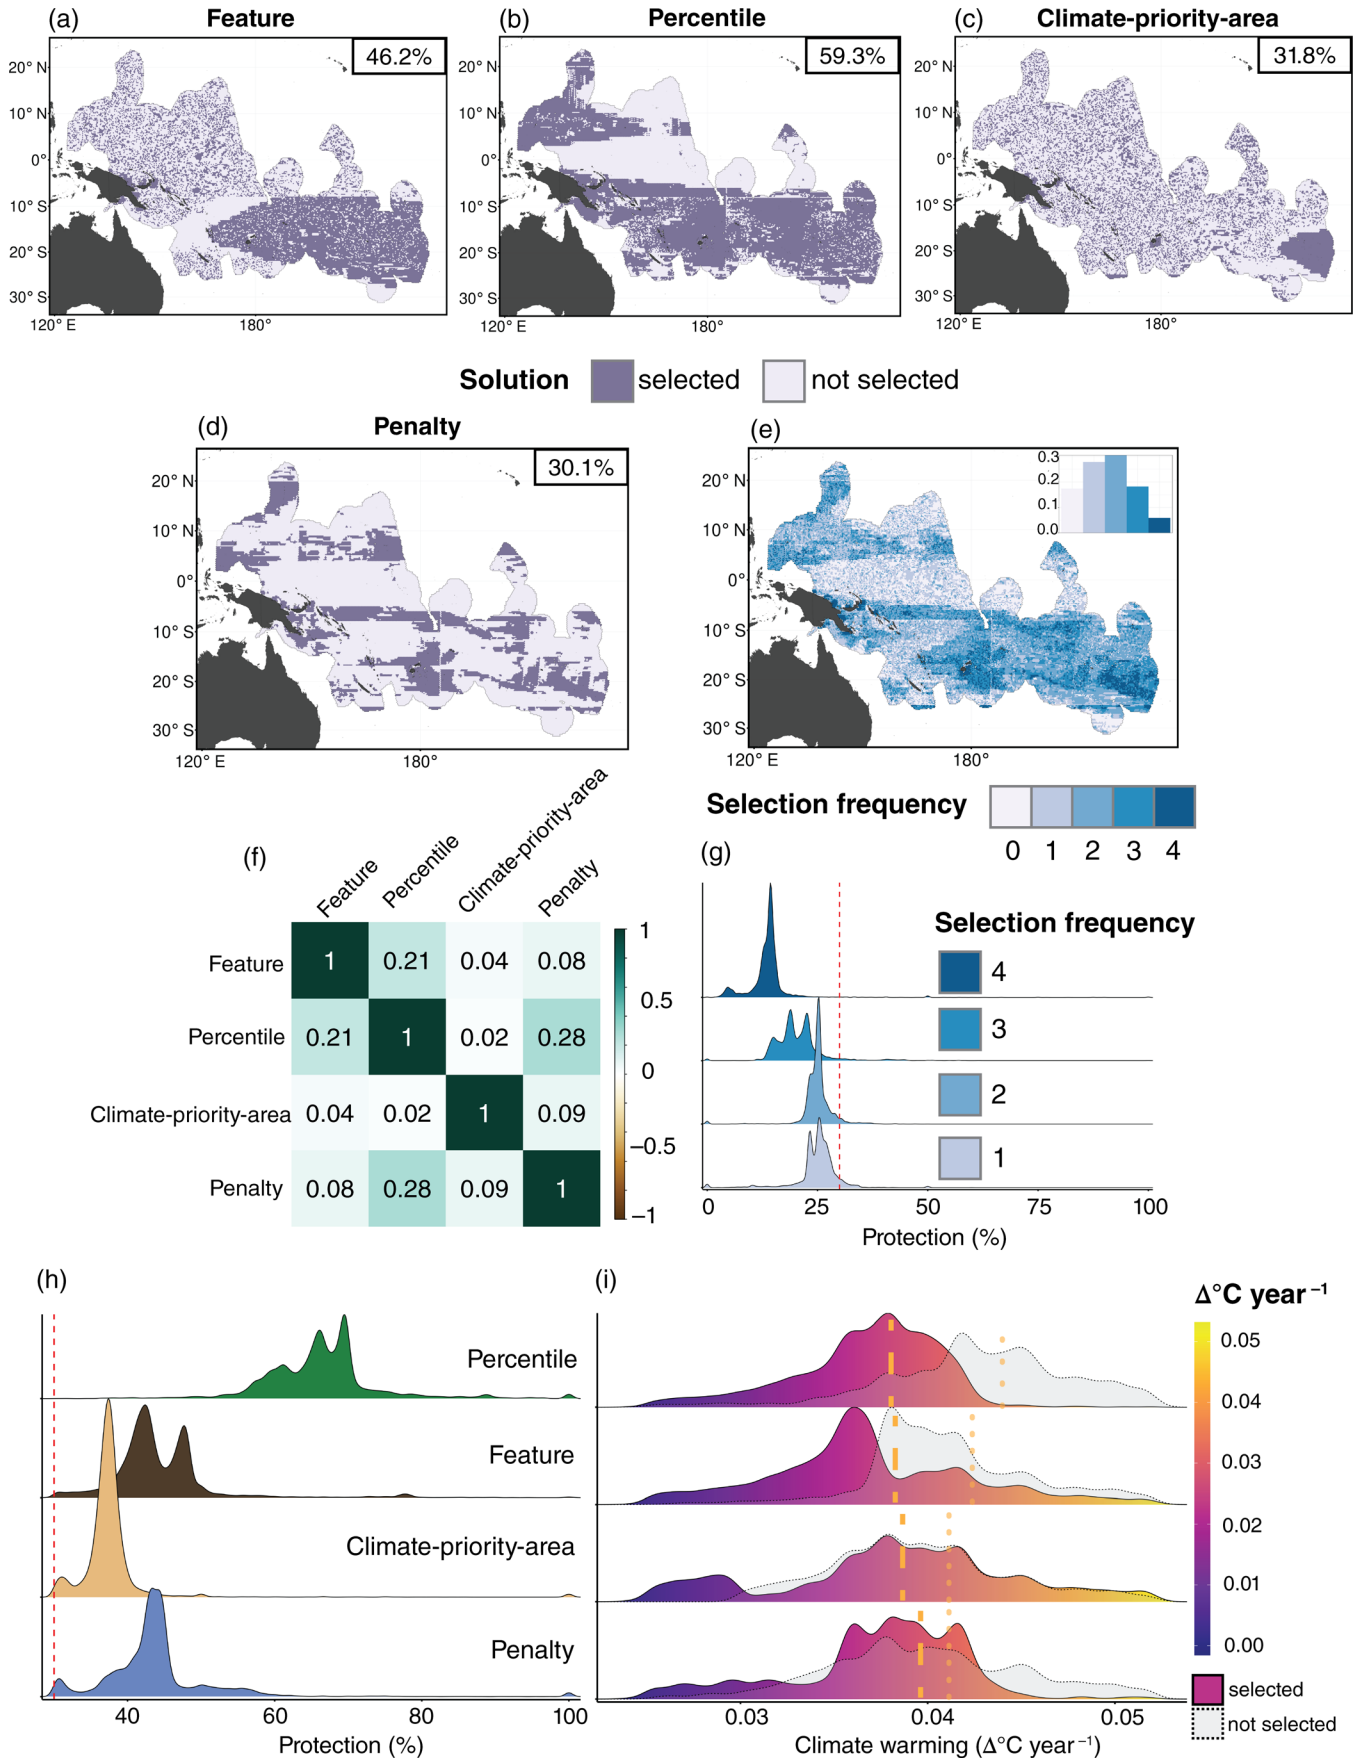 (a) Feature
46.2%
20° N
10° N
0°
10° S
20° S
30° S
120° E
180°
(b) Percentile
59.3%
20° N
10° N
0°
10° S
20° S
30° S
120° E
180°
(c) Climate-priority-area
31.8%
20° N
10° N
0°
10° S
20° S
30° S
120° E
180°
Solution selected not selected
(d) Penalty
30.1%
20° N
10° N
0°
10° S
20° S
30° S
120° E
180°
(e)
0.3
0.2
0.1
0.0
20° N
10° N
0°
10° S
20° S
30° S
120° E
180°
Selection frequency
0 1 2 3 4
(f)
Feature
Percentile
Climate-priority-area
Penalty
Feature 1 0.21 0.04 0.08
Percentile 0.21 1 0.02 0.28
Climate-priority-area 0.04 0.02 1 0.09
Penalty 0.08 0.28 0.09 1
1
0.5
0
−0.5
−1
(g)
Selection frequency
4
3
2
1
0 25 50 75 100
Protection (%)
(h)
Percentile
Feature
Climate-priority-area
Penalty
40 60 80 100
Protection (%)
(i)
0.03 0.04 0.05
Climate warming (Δ°C year⁻¹)
Δ°C year⁻¹
0.05
0.04
0.03
0.02
0.01
0.00
selected
not selected